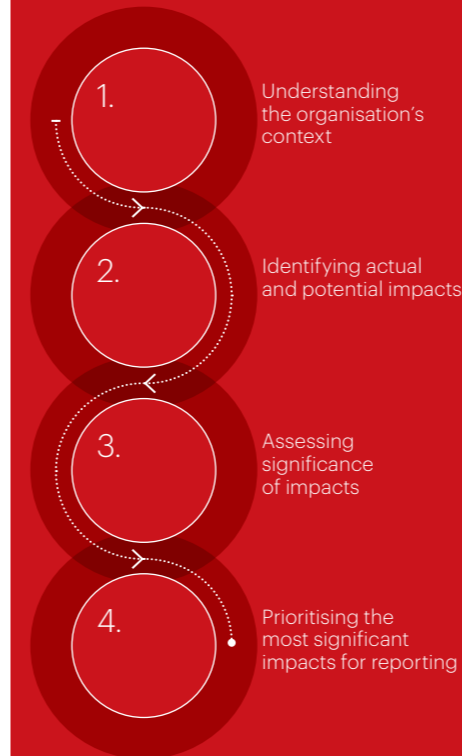 1.
Understanding
the organisation’s
context
2.
Identifying actual
and potential impacts
3.
Assessing
significance
of impacts
4.
Prioritising the
most significant
impacts for reporting